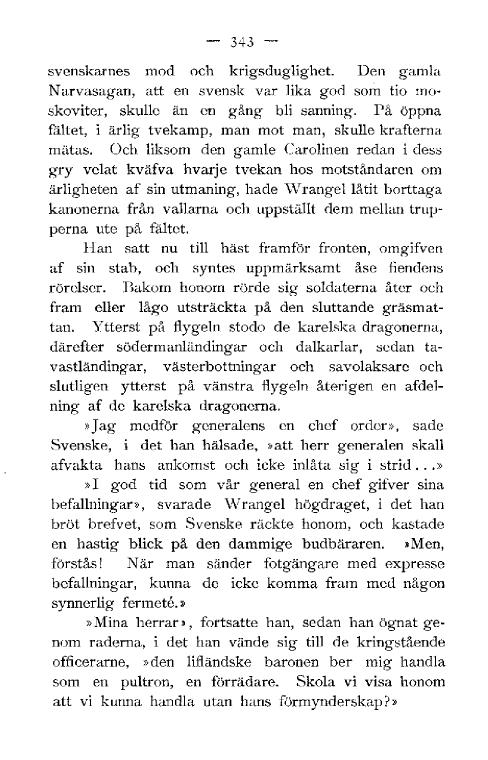 — 343 —
svenskarnes mod och krigsduglighet. Den gamla
Narvasagan, att en svensk var lika god som tio mo-
skoviter, skulle än en gång bli sanning. På öppna
fältet, i ärlig tvekamp, man mot man, skulle krafterna
mätas. Och liksom den gamle Carolinen redan i dess
gry velat kväfva hvarje tvekan hos motståndaren om
ärligheten af sin utmaning, hade Wrangel låtit borttaga
kanonerna från vallarna och uppställt dem mellan trup-
perna ute på fältet.
Han satt nu till häst framför fronten, omgifven
af sin stab, och syntes uppmärksamt åse fiendens
rörelser. Bakom honom rörde sig soldaterna åter och
fram eller lågo utsträckta på den sluttande gräsmat-
tan. Ytterst på flygeln stodo de karelska dragonerna,
därefter södermanländingar och dalkarlar, sedan ta-
vastländingar, västerbottningar och savolaksare och
slutligen ytterst på vänstra flygeln återigen en afdel-
ning af de karelska dragonerna.
»Jag medför generalens en chef order», sade
Svenske, i det han hälsade, »att herr generalen skall
afvakta hans ankomst och icke inlåta sig i strid . . .»
»I god tid som vår general en chef gifver sina
befallningar», svarade Wrangel högdraget, i det han
bröt brefvet, som Svenske räckte honom, och kastade
en hastig blick på den dammige budbäraren. »Men,
förstås! När man sänder fotgängare med expresse
befallningar, kunna de icke komma fram med någon
synnerlig fermeté.»
»Mina herrar», fortsatte han, sedan han ögnat ge-
nom raderna, i det han vände sig till de kringstående
officerarne, »den lifländske baronen ber mig handla
som en pultron, en förrädare. Skola vi visa honom
att vi kunna handla utan hans förmynderskap?»